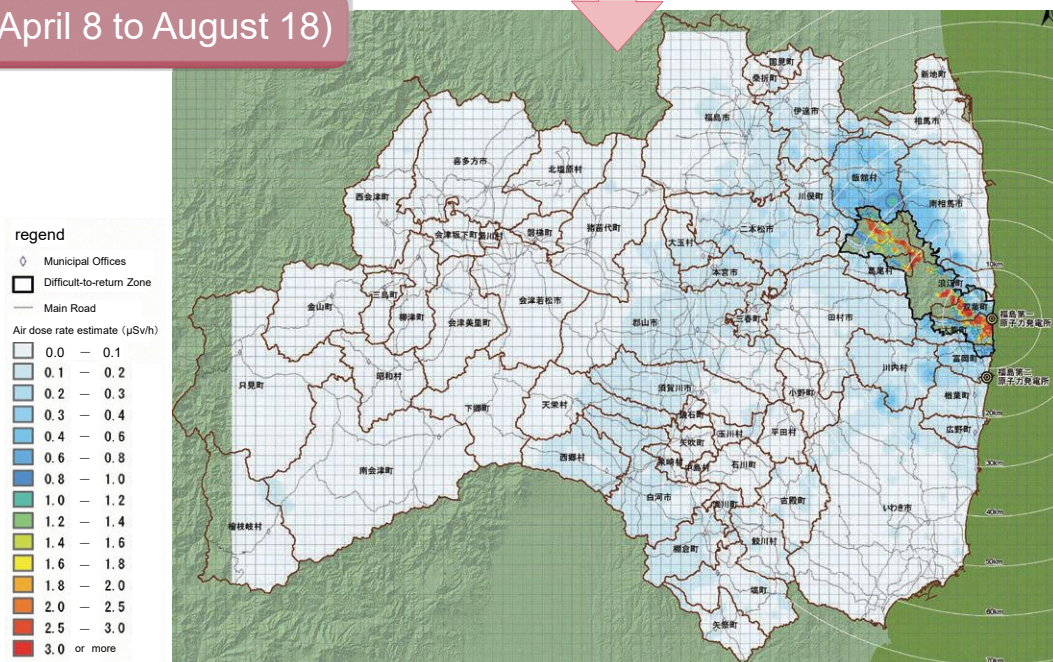 April 8 to August 18)
regend
Municipal Offices
Difficult-to-return Zone
Main Road
Air dose rate estimate (μSv/h)
0.0 － 0.1
0.1 － 0.2
0.2 － 0.3
0.3 － 0.4
0.4 － 0.6
0.6 － 0.8
0.8 － 1.0
1.0 － 1.2
1.2 － 1.4
1.4 － 1.6
1.6 － 1.8
1.8 － 2.0
2.0 － 2.5
2.5 － 3.0
3.0 or more
国見町
桑折町
新地町
伊達市
福島市
相馬市
喜多方市
北塩原村
飯舘村
西会津町
川俣町
南相馬市
猪苗代町
会津坂下町
湯川村
磐梯町
二本松市
大玉村
葛尾村
本宮市
10km
浪江町
金山町
三島町
会津若松市
双葉町
柳津町
会津美里町
郡山市
三春町
田村市
福島第一
原子力発電所
大熊町
富岡町
川内村
昭和村
只見町
福島第二
原子力発電所
須賀川市
小野町
楢葉町
下郷町
天栄村
20km
鏡石町
広野町
矢吹町
玉川村
平田村
西郷村
泉崎村
中島村
石川町
30km
南会津町
白河市
浅川町
古殿町
いわき市
40km
檜枝岐村
棚倉町
鮫川村
50km
塙町
60km
矢祭町
70km